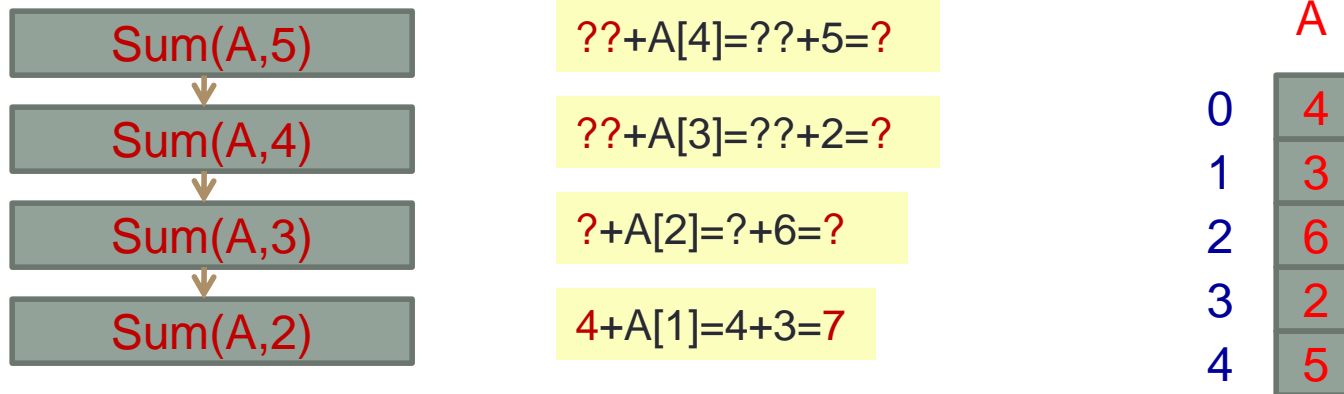 Sum(A,5)
??+A[4]=??+5=?
Sum(A,4)
??+A[3]=??+2=?
Sum(A,3)
?+A[2]=?+6=?
Sum(A,2)
4+A[1]=4+3=7
A
0 4
1 3
2 6
3 2
4 5